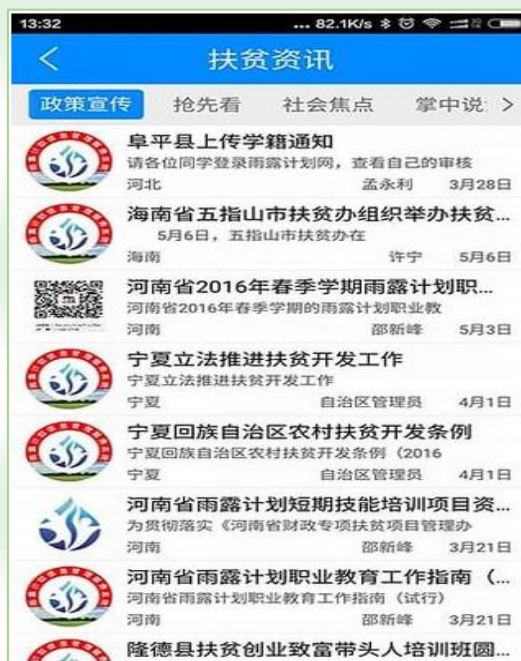 13:32
... 82.1K/s
扶贫资讯
政策宣传 抢先看 社会焦点 掌中说
阜平县上传学籍通知
请各位同学登录雨露计划网，查看自己的审核
河北 孟永利 3月28日
海南省五指山市扶贫办组织举办扶贫...
5月6日，五指山市扶贫办在
海南 许宁 5月6日
河南省2016年春季学期雨露计划职...
河南省2016年春季学期的雨露计划职业教
河南 邵新峰 5月3日
宁夏立法推进扶贫开发工作
宁夏立法推进扶贫开发工作
宁夏 自治区管理员 4月1日
宁夏回族自治区农村扶贫开发条例
宁夏回族自治区农村扶贫开发条例（2016
宁夏 自治区管理员 4月1日
河南省雨露计划短期技能培训项目资...
为贯彻落实《河南省财政专项扶贫项目管理办
河南 邵新峰 3月21日
河南省雨露计划职业教育工作指南（...
河南省雨露计划职业教育工作指南（试行）
河南 邵新峰 3月21日
隆德县扶贫创业致富带头人培训班圆...